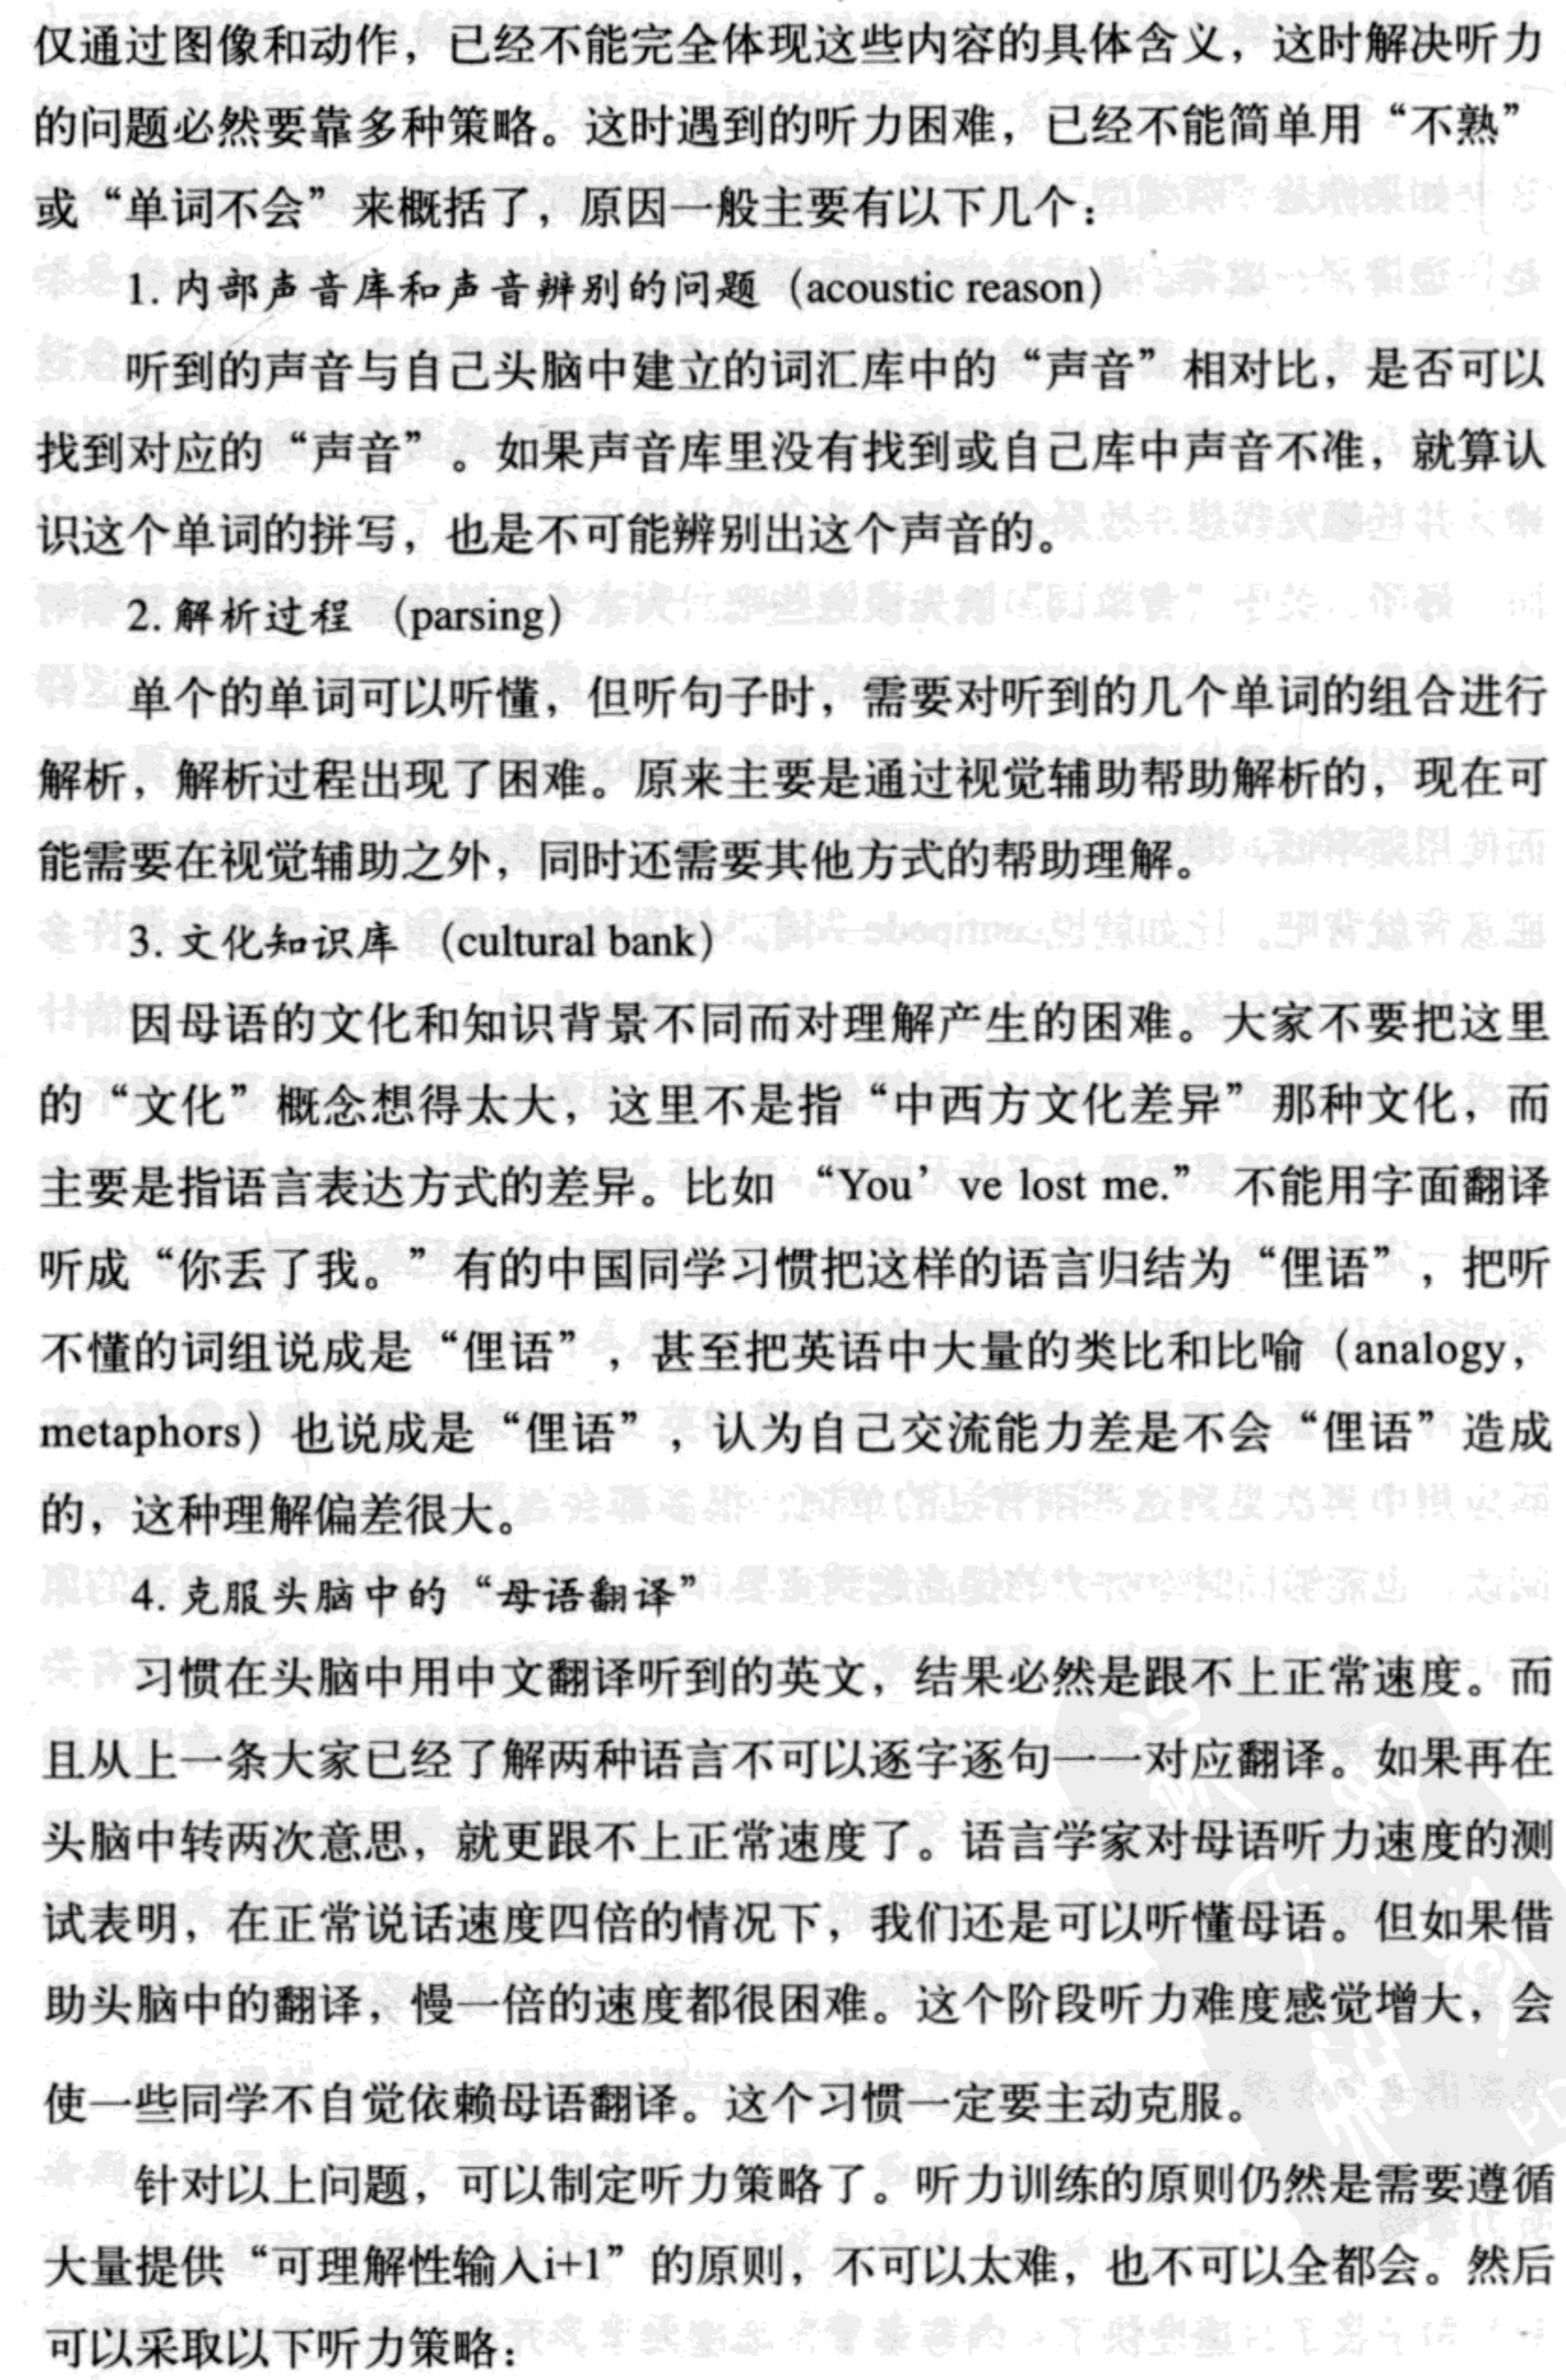 仅通过图像和动作，已经不能完全体现这些内容的具体含义，这时解决听力
的问题必然要靠多种策略。这时遇到的听力困难，已经不能简单用“不熟”
或“单词不会”来概括了，原因一般主要有以下几个：
1. 内部声音库和声音辨别的问题（acoustic reason）
听到的声音与自己头脑中建立的词汇库中的“声音”相对比，是否可以
找到对应的“声音”。如果声音库里没有找到或自己库中声音不准，就算认
识这个单词的拼写，也是不可能辨别出这个声音的。
2. 解析过程 （parsing）
单个的单词可以听懂，但听句子时，需要对听到的几个单词的组合进行
解析，解析过程出现了困难。原来主要是通过视觉辅助帮助解析的，现在可
能需要在视觉辅助之外，同时还需要其他方式的帮助理解。
3. 文化知识库 （cultural bank）
因母语的文化和知识背景不同而对理解产生的困难。大家不要把这里
的“文化”概念想得太大，这里不是指“中西方文化差异”那种文化，而
主要是指语言表达方式的差异。比如 “You’ve lost me.” 不能用字面翻译
听成“你丢了我。”有的中国同学习惯把这样的语言归结为“俚语”，把听
不懂的词组说成是“俚语”，甚至把英语中大量的类比和比喻（analogy，
metaphors）也说成是“俚语”，认为自己交流能力差是不会“俚语”造成
的，这种理解偏差很大。
4. 克服头脑中的“母语翻译”
习惯在头脑中用中文翻译听到的英文，结果必然是跟不上正常速度。而
且从上一条大家已经了解两种语言不可以逐字逐句一一对应翻译。如果再在
头脑中转两次意思，就更跟不上正常速度了。语言学家对母语听力速度的测
试表明，在正常说话速度四倍的情况下，我们还是可以听懂母语。但如果借
助头脑中的翻译，慢一倍的速度都很困难。这个阶段听力难度感觉增大，会
使一些同学不自觉依赖母语翻译。这个习惯一定要主动克服。
针对以上问题，可以制定听力策略了。听力训练的原则仍然是需要遵循
大量提供“可理解性输入i+1”的原则，不可以太难，也不可以全都会。然后
可以采取以下听力策略：